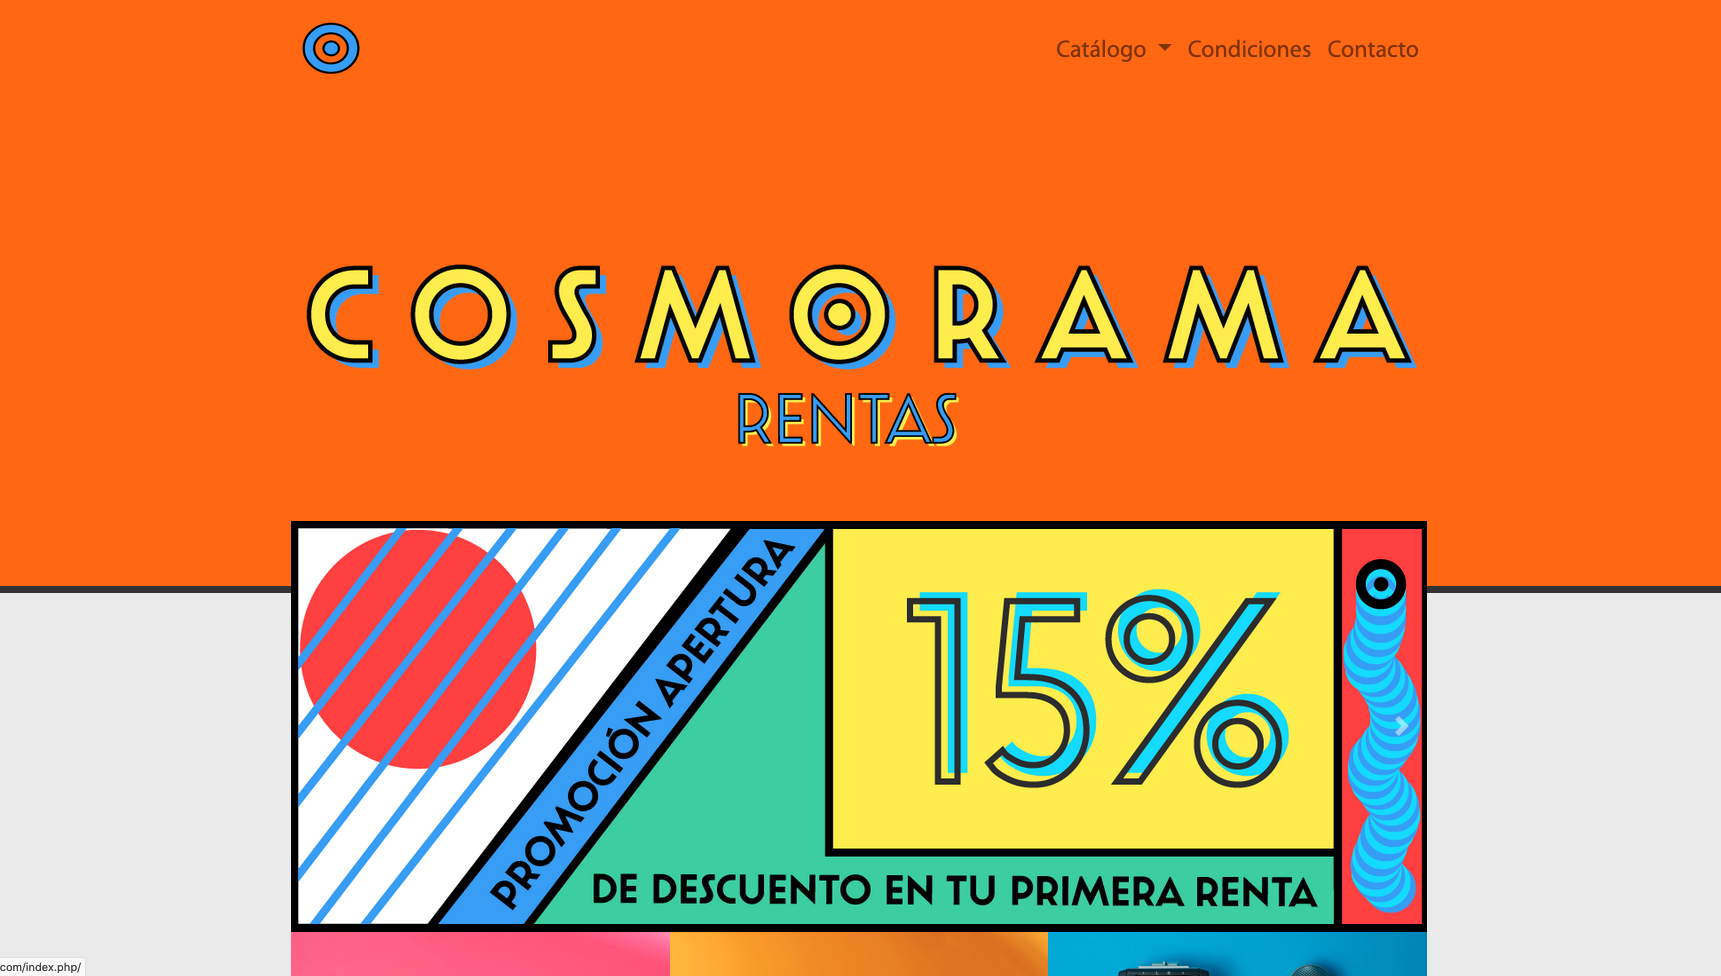 Catálogo Condiciones Contacto
COSMORAMA
RENTAS
PROMOCIÓN APERTURA
15%
DE DESCUENTO EN TU PRIMERA RENTA
com/index.php/